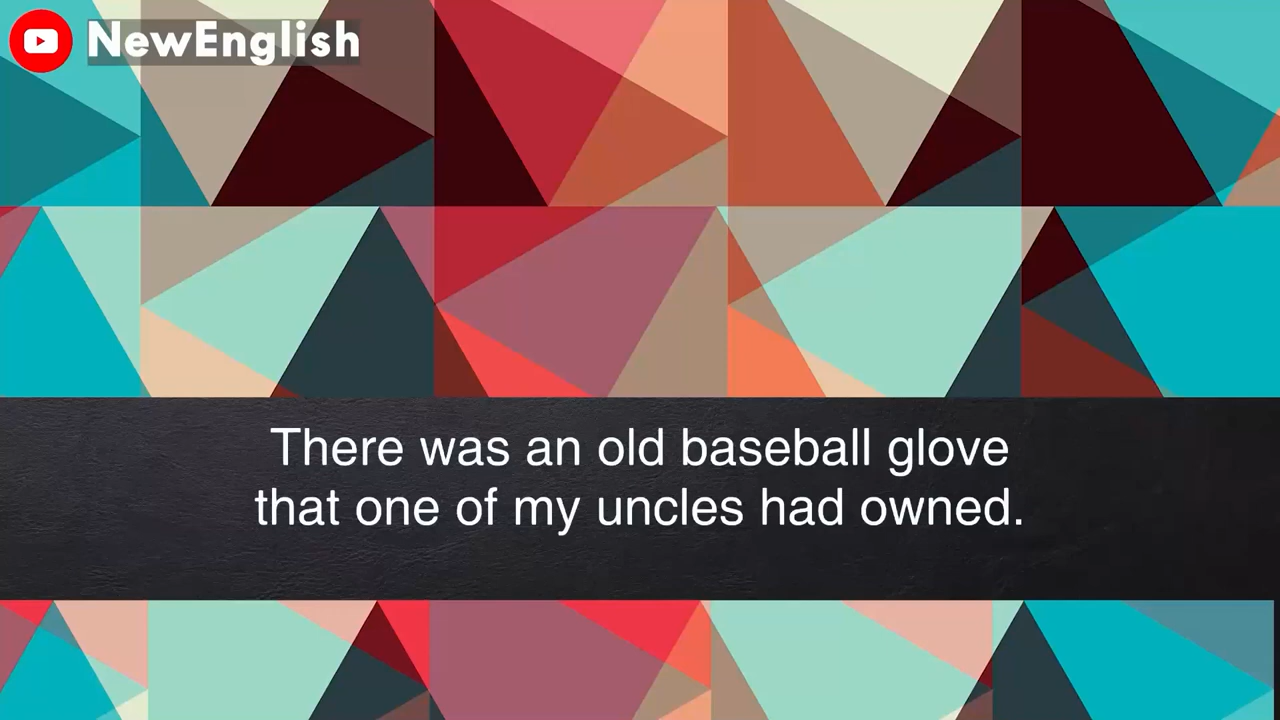 NewEnglish
There was an old baseball glove
that one of my uncles had owned.